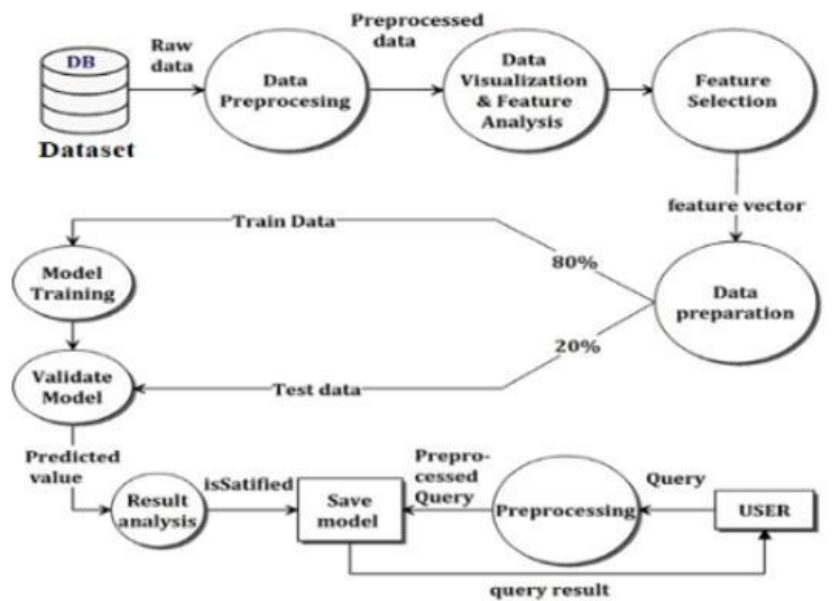 DB
Dataset
Raw
data
Data
Preprocesing
Preprocessed
data
Data
Visualization
& Feature
Analysis
Feature
Selection
feature vector
Data
preparation
80%
Train Data
20%
Test data
Model
Training
Validate
Model
Predicted
value
Result
analysis
isSatified
Save
model
Prepro-
cessed
Query
Preprocessing
Query
USER
query result